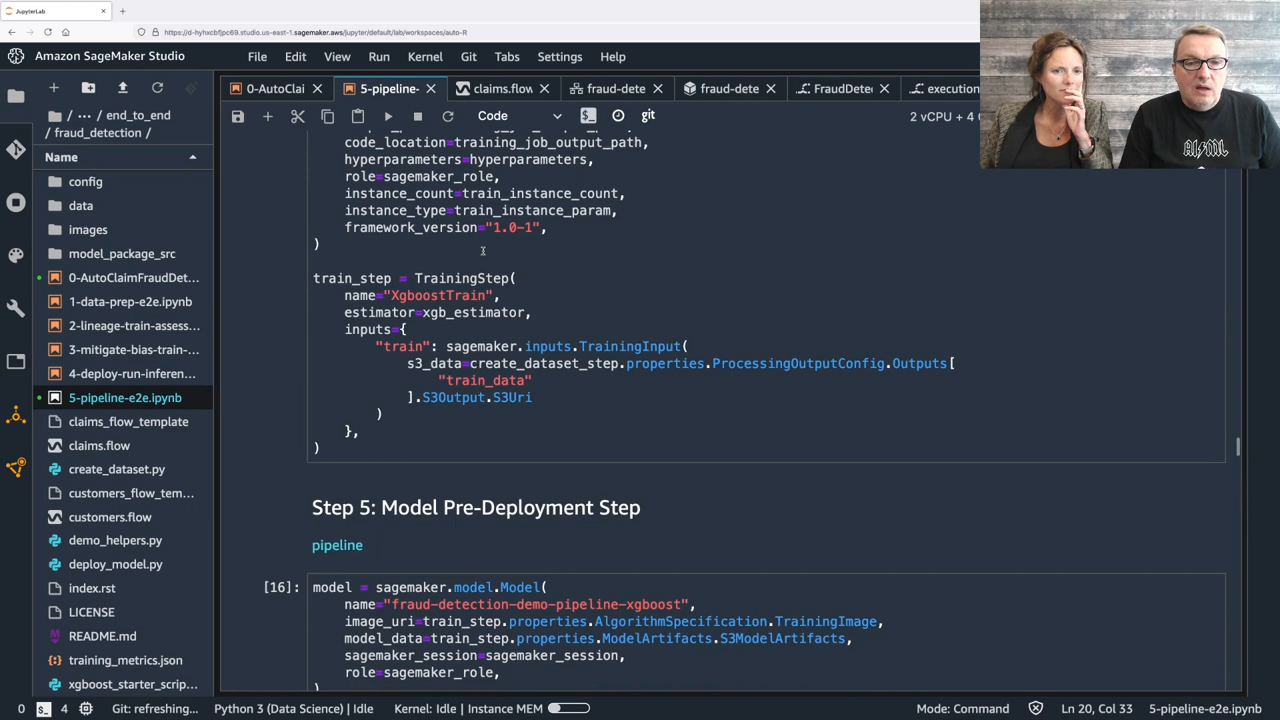 JupyterLab
https://d-hyhxcbfjpc69.studio.us-east-1.sagemaker.aws/jupyter/default/lab/workspaces/auto-R
Amazon SageMaker Studio
File Edit View Run Kernel Git Tabs Settings Help
0-AutoClai
5-pipeline-
claims.flow
fraud-dete
fraud-dete
FraudDete
execution
Code
git
2 vCPU + 4
/ ··· / end_to_end
/ fraud_detection /
Name
config
data
images
model_package_src
0-AutoClaimFraudDet...
1-data-prep-e2e.ipynb
2-lineage-train-assess...
3-mitigate-bias-train-...
4-deploy-run-inferen...
5-pipeline-e2e.ipynb
claims_flow_template
claims.flow
create_dataset.py
customers_flow_tem...
customers.flow
demo_helpers.py
deploy_model.py
index.rst
LICENSE
README.md
training_metrics.json
xgboost_starter_scrip...
code_location=training_job_output_path,
hyperparameters=hyperparameters,
role=sagemaker_role,
instance_count=train_instance_count,
instance_type=train_instance_param,
framework_version="1.0-1",
)
train_step = TrainingStep(
name="XgboostTrain",
estimator=xgb_estimator,
inputs={
"train": sagemaker.inputs.TrainingInput(
s3_data=create_dataset_step.properties.ProcessingOutputConfig.Outputs[
"train_data"
].S3Output.S3Uri
)
},
)
Step 5: Model Pre-Deployment Step
pipeline
[16]:
model = sagemaker.model.Model(
name="fraud-detection-demo-pipeline-xgboost",
image_uri=train_step.properties.AlgorithmSpecification.TrainingImage,
model_data=train_step.properties.ModelArtifacts.S3ModelArtifacts,
sagemaker_session=sagemaker_session,
role=sagemaker_role,
AI/ML
0 4 Git: refreshing... Python 3 (Data Science) | Idle Kernel: Idle | Instance MEM Mode: Command Ln 20, Col 33 5-pipeline-e2e.ipynb